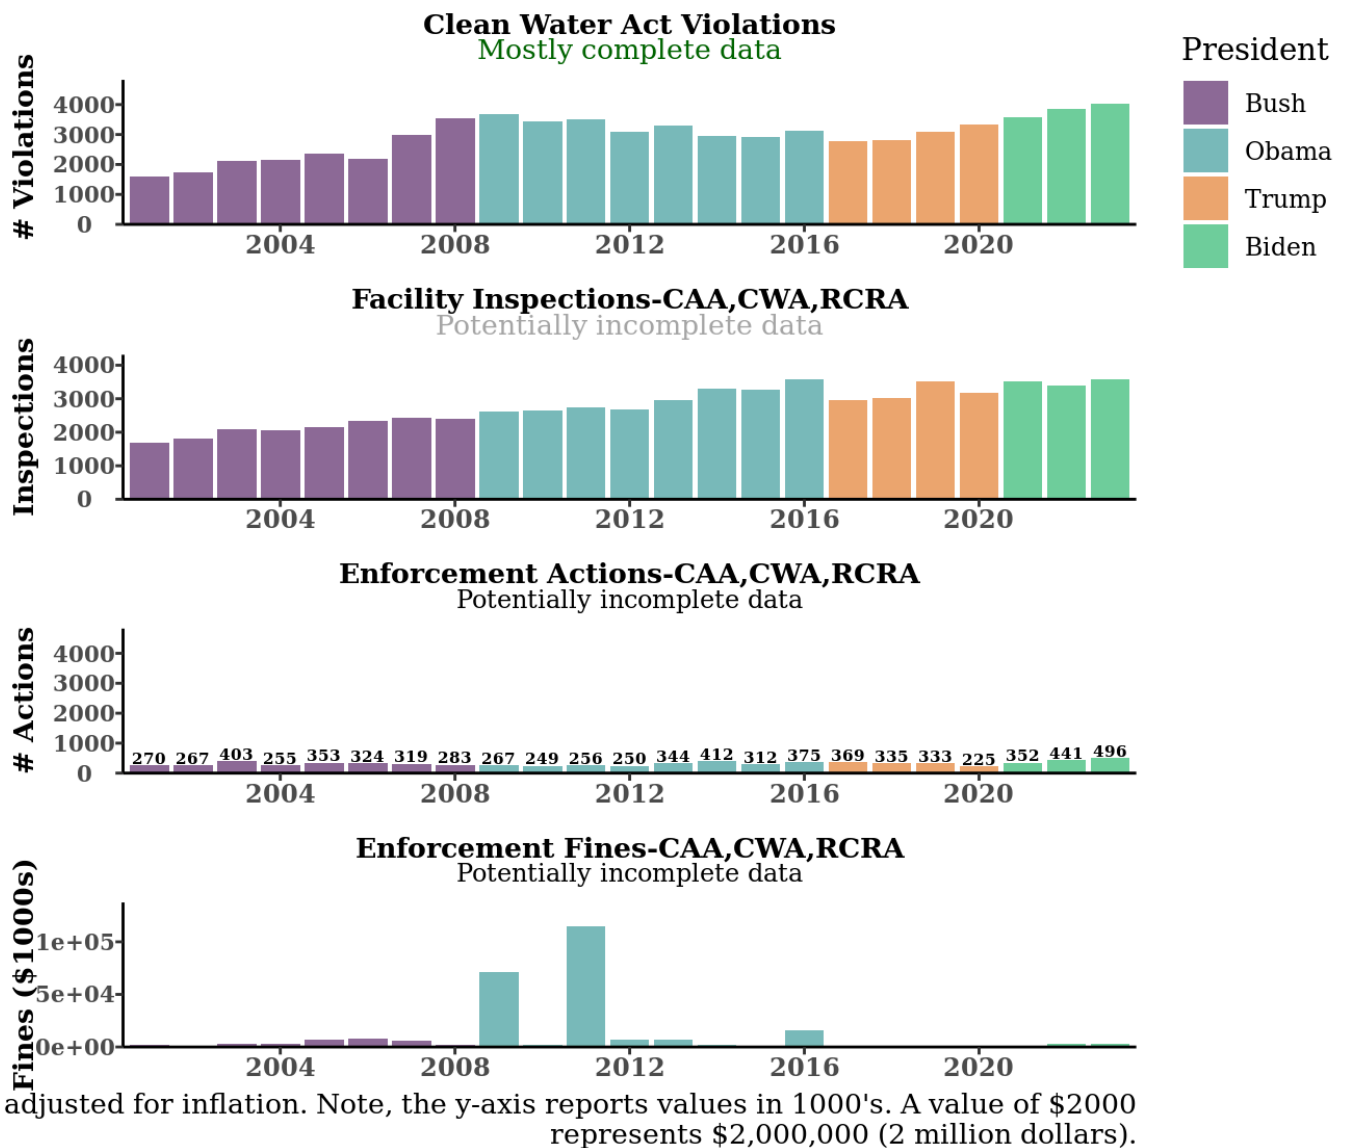 Clean Water Act Violations
Mostly complete data
# Violations
4000
3000
2000
1000
0
2004 2008 2012 2016 2020
President
Bush
Obama
Trump
Biden
Facility Inspections-CAA,CWA,RCRA
Potentially incomplete data
Inspections
4000
3000
2000
1000
0
2004 2008 2012 2016 2020
Enforcement Actions-CAA,CWA,RCRA
Potentially incomplete data
# Actions
4000
3000
2000
1000
0
270 267 403 255 353 324 319 283 267 249 256 250 344 412 312 375 369 335 333 225 352 441 496
2004 2008 2012 2016 2020
Enforcement Fines-CAA,CWA,RCRA
Potentially incomplete data
Fines ($1000s)
1e+05
5e+04
0e+00
2004 2008 2012 2016 2020
adjusted for inflation. Note, the y-axis reports values in 1000's. A value of $2000
represents $2,000,000 (2 million dollars).